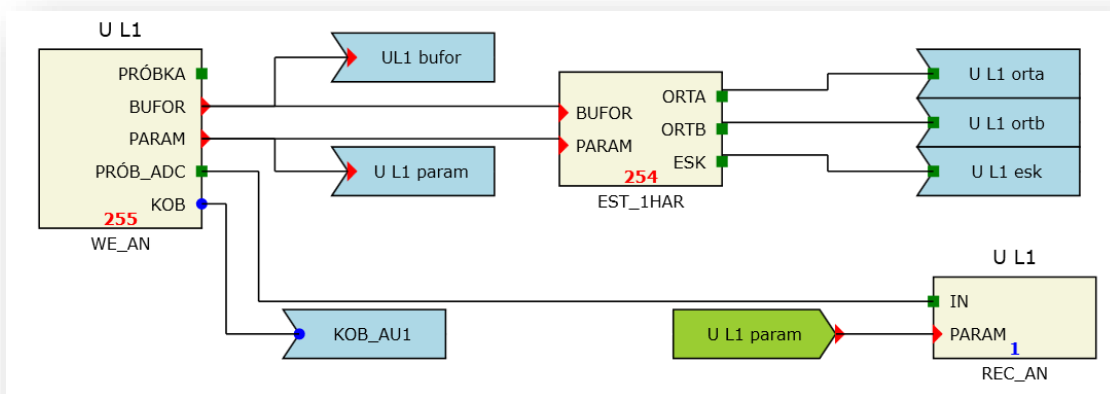 U L1
PRÓBKA
BUFOR
PARAM
PRÓB_ADC
KOB
255
WE_AN
UL1 bufor
U L1 param
BUFOR
PARAM
ORTA
ORTB
ESK
254
EST_1HAR
U L1 orta
U L1 ortb
U L1 esk
KOB_AU1
U L1 param
U L1
IN
PARAM
1
REC_AN